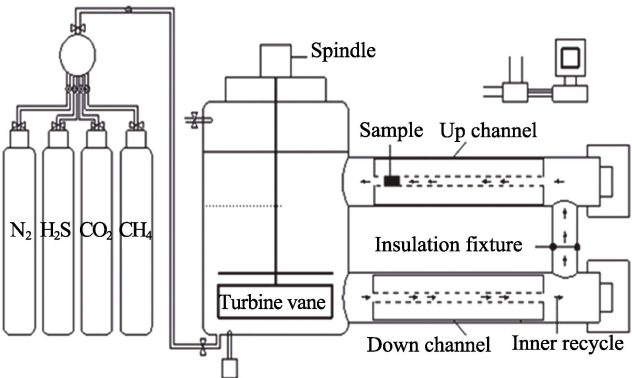 Spindle
Sample Up channel
N₂ H₂S CO₂ CH₄
Insulation fixture
Turbine vane
Down channel Inner recycle